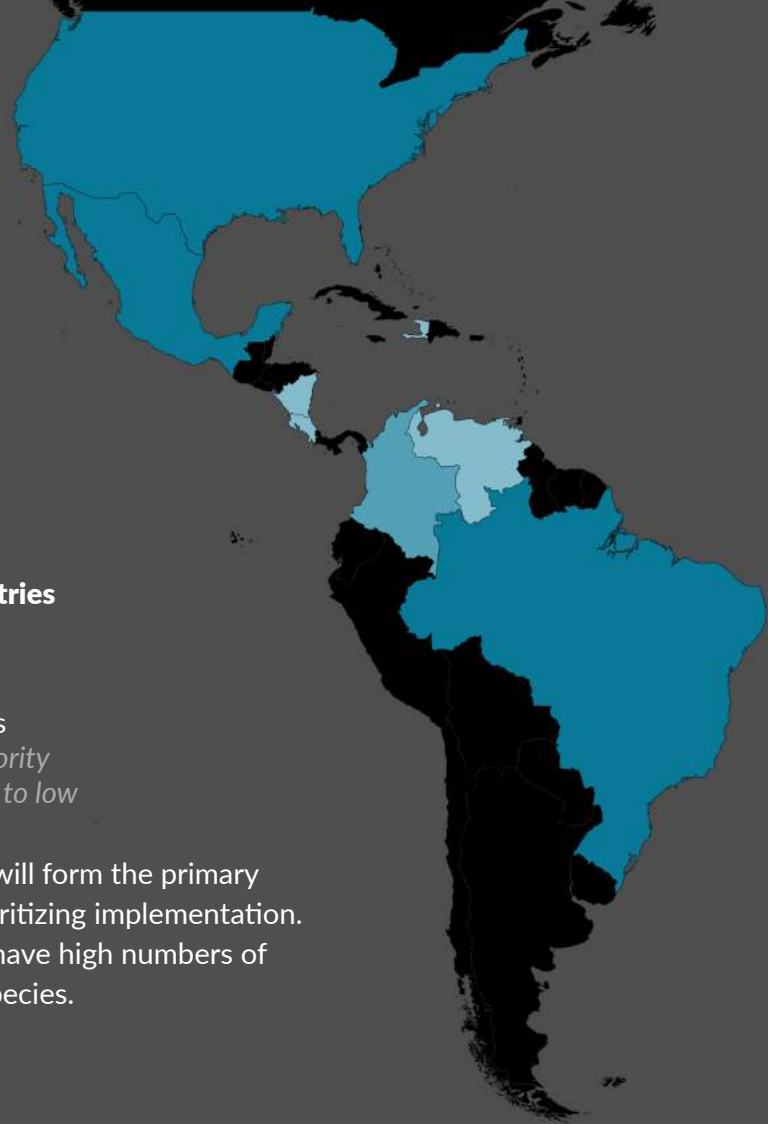 tries
s
ority
to low
will form the primary
ritizing implementation.
have high numbers of
pecies.